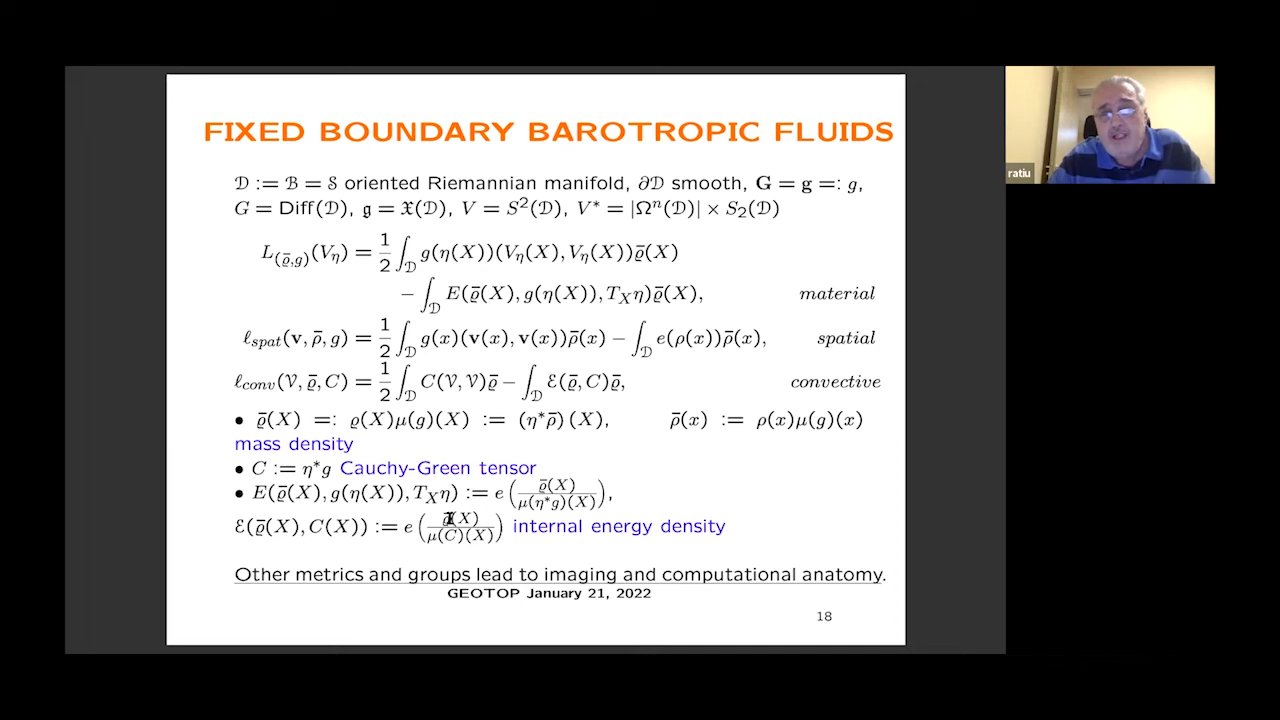 FIXED BOUNDARY BAROTROPIC FLUIDS
𝒟 := ℬ = 𝒮 oriented Riemannian manifold, ∂𝒟 smooth, 𝐆 = 𝐠 =: g,
G = Diff(𝒟), 𝔤 = 𝔛(𝒟), V = S²(𝒟), V* = |Ωⁿ(𝒟)| × S₂(𝒟)
L_(ϱ̄,g)(V_η) = 1/2 ∫_𝒟 g(η(X))(V_η(X), V_η(X))ϱ̄(X)
− ∫_𝒟 E(ϱ̄(X), g(η(X)), T_Xη)ϱ̄(X), material
ℓ_spat(𝐯, ρ̄, g) = 1/2 ∫_𝒟 g(x)(𝐯(x), 𝐯(x))ρ̄(x) − ∫_𝒟 e(ρ(x))ρ̄(x), spatial
ℓ_conv(𝒱, ϱ̄, C) = 1/2 ∫_𝒟 C(𝒱, 𝒱)ϱ̄ − ∫_𝒟 ℰ(ϱ̄, C)ϱ̄, convective
• ϱ̄(X) =: ϱ(X)μ(g)(X) := (η*ρ̄)(X), ρ̄(x) := ρ(x)μ(g)(x)
mass density
• C := η*g Cauchy-Green tensor
• E(ϱ̄(X), g(η(X)), T_Xη) := e(ϱ̄(X)/μ(η*g)(X)),
ℰ(ϱ̄(X), C(X)) := e(ϱ̄(X)/μ(C)(X)) internal energy density
Other metrics and groups lead to imaging and computational anatomy.
GEOTOP January 21, 2022
18
ratiu